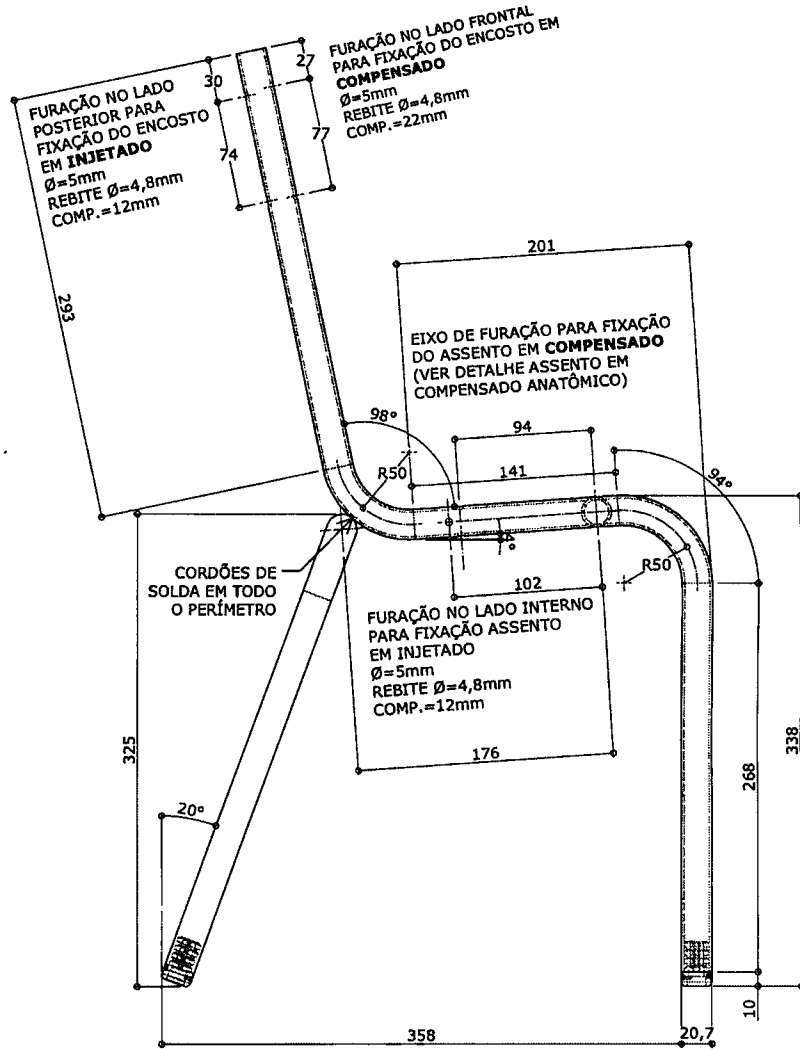 FURAÇÃO NO LADO
POSTERIOR PARA
FIXAÇÃO DO ENCOSTO
EM INJETADO
Ø=5mm
REBITE Ø=4,8mm
COMP.=12mm
30
74
27
77
FURAÇÃO NO LADO FRONTAL
PARA FIXAÇÃO DO ENCOSTO EM
COMPENSADO
Ø=5mm
REBITE Ø=4,8mm
COMP.=22mm
293
201
EIXO DE FURAÇÃO PARA FIXAÇÃO
DO ASSENTO EM COMPENSADO
(VER DETALHE ASSENTO EM
COMPENSADO ANATÔMICO)
98º
94
R50
141
94º
R50
CORDÕES DE
SOLDA EM TODO
O PERÍMETRO
102
FURAÇÃO NO LADO INTERNO
PARA FIXAÇÃO ASSENTO
EM INJETADO
Ø=5mm
REBITE Ø=4,8mm
COMP.=12mm
176
325
20º
268
338
10
358
20,7